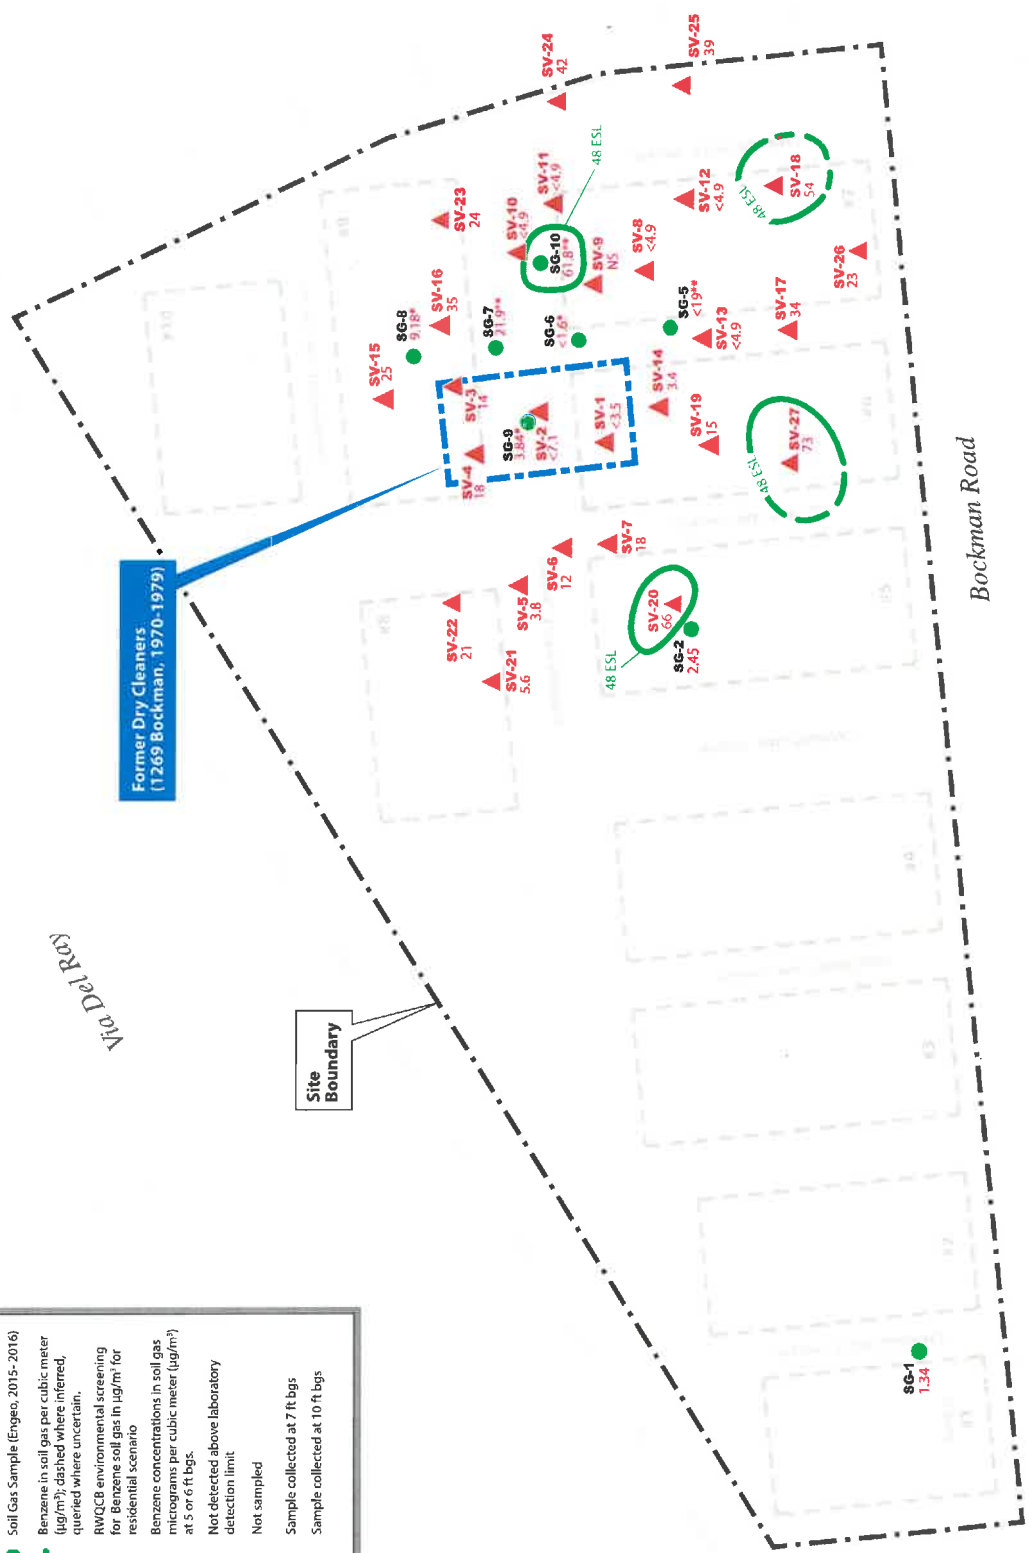 SV-24
42
SV-25
39
SV-23
24
SV-11
<4.9
48 ESL
SV-10
<4.9
SG-10
61.8**
SV-9
NS
SV-8
<4.9
SV-12
<4.9
48 ESL
SV-18
54
SV-26
23
SV-16
35
SG-8
9.18*
SG-7
21.9**
SG-6
<1.6*
SG-5
<19**
SV-13
<4.9
SV-17
34
SV-15
25
SV-3
14
SG-9
3.84*
SV-2
<7.1
SV-1
<3.5
SV-14
3.4
SV-19
15
SV-4
18
48 ESL
SV-27
73
Former Dry Cleaners
(1269 Bockman, 1970-1979)
SV-22
21
SV-21
5.6
SV-5
3.8
SV-6
12
SV-7
18
SV-20
66
SG-2
2.45
48 ESL
Bockman Road
Via Del Ray
Site
Boundary
SG-1
1.34
Soil Gas Sample (Engeo, 2015- 2016)
Benzene in soil gas per cubic meter
(µg/m³); dashed where inferred,
queried where uncertain.
RWQCB environmental screening
for Benzene soil gas in µg/m³ for
residential scenario
Benzene concentrations in soil gas
micrograms per cubic meter (µg/m³)
at 5 or 6 ft bgs.
Not detected above laboratory
detection limit
Not sampled
Sample collected at 7 ft bgs
Sample collected at 10 ft bgs